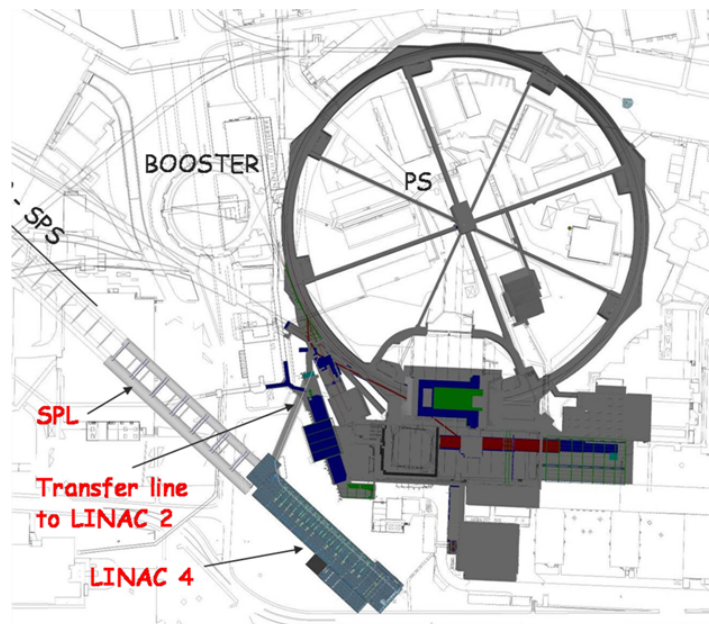 BOOSTER
PS
- SPS
SPL
Transfer line
to LINAC 2
LINAC 4